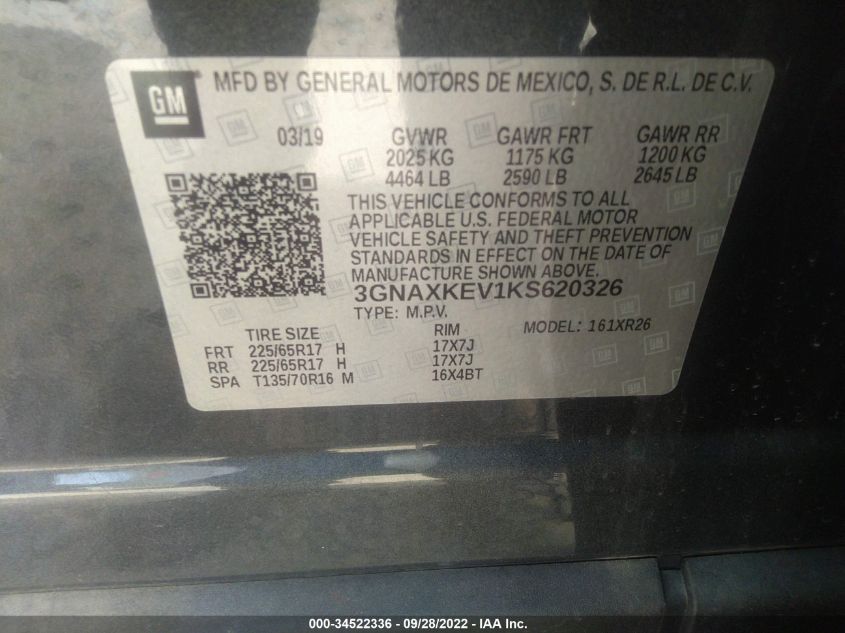 GM MFD BY GENERAL MOTORS DE MEXICO, S. DE R.L. DE C.V.
03/19 GVWR GAWR FRT GAWR RR
2025 KG 1175 KG 1200 KG
4464 LB 2590 LB 2645 LB
THIS VEHICLE CONFORMS TO ALL
APPLICABLE U.S. FEDERAL MOTOR
VEHICLE SAFETY AND THEFT PREVENTION
STANDARDS IN EFFECT ON THE DATE OF
MANUFACTURE SHOWN ABOVE.
3GNAXKEV1KS620326
TYPE: M.P.V. MODEL: 161XR26
TIRE SIZE RIM
FRT 225/65R17 H 17X7J
RR 225/65R17 H 17X7J
SPA T135/70R16 M 16X4BT
000-34522336 - 09/28/2022 - IAA Inc.